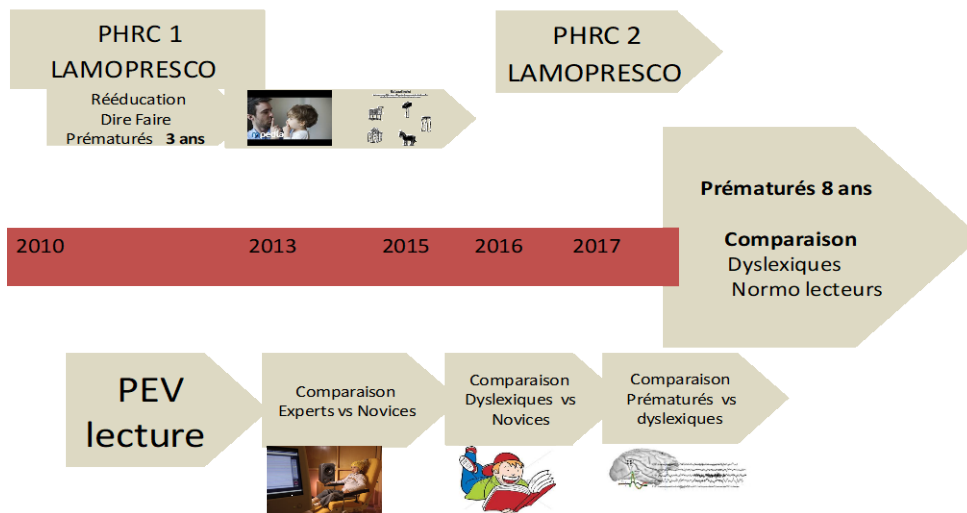 PHRC 1
LAMOPRESCO
PHRC 2
LAMOPRESCO
Rééducation
Dire Faire
Prématurés 3 ans
Prématurés 8 ans
Comparaison
Dyslexiques
Normo lecteurs
2010 2013 2015 2016 2017
PEV
lecture
Comparaison
Experts vs Novices
Comparaison
Dyslexiques vs
Novices
Comparaison
Prématurés vs
dyslexiques